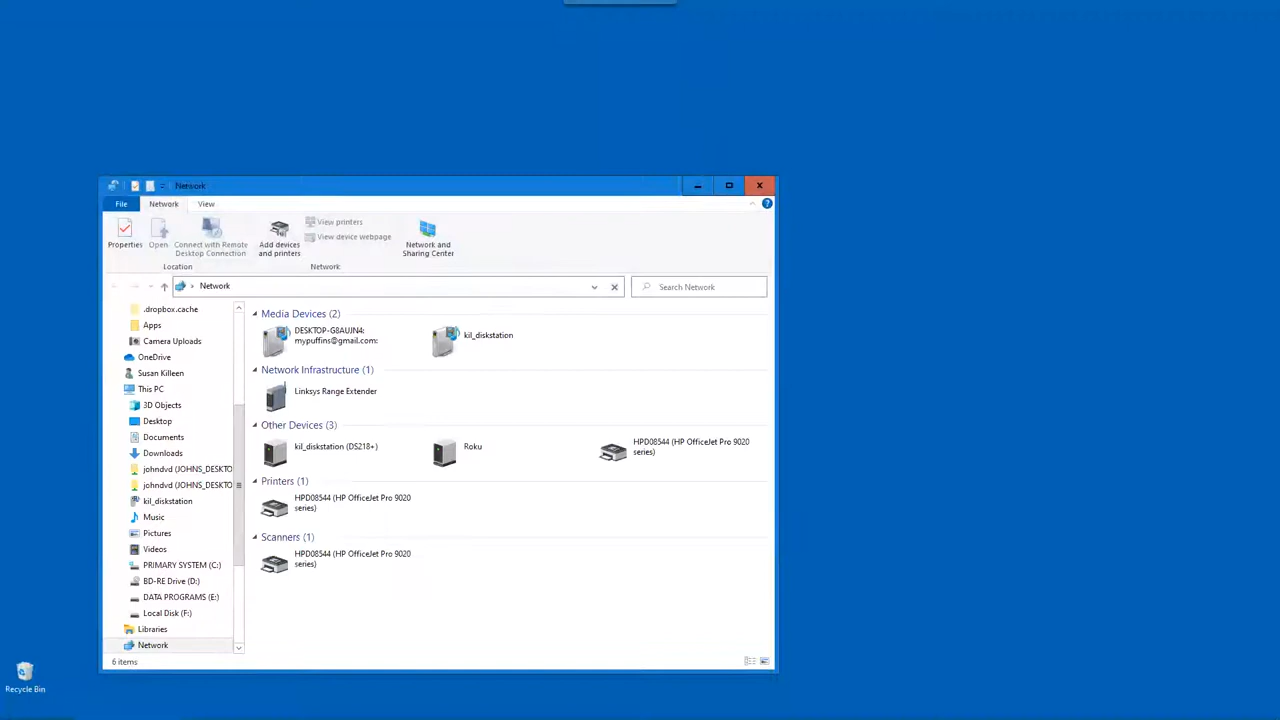 Network
File
Network
View
Properties
Open
Connect with Remote
Desktop Connection
Add devices
and printers
View printers
View device webpage
Network and
Sharing Center
Location
Network
Network
Search Network
.dropbox.cache
Apps
Camera Uploads
OneDrive
Susan Killeen
This PC
3D Objects
Desktop
Documents
Downloads
johndvd (JOHNS_DESKTO
johndvd (JOHNS_DESKTO
kil_diskstation
Music
Pictures
Videos
PRIMARY SYSTEM (C:)
BD-RE Drive (D:)
DATA PROGRAMS (E:)
Local Disk (F:)
Libraries
Network
Media Devices (2)
DESKTOP-G8AUJN4:
mypuffins@gmail.com:
kil_diskstation
Network Infrastructure (1)
Linksys Range Extender
Other Devices (3)
kil_diskstation (DS218+)
Roku
HPD08544 (HP OfficeJet Pro 9020
series)
Printers (1)
HPD08544 (HP OfficeJet Pro 9020
series)
Scanners (1)
HPD08544 (HP OfficeJet Pro 9020
series)
6 items
Recycle Bin